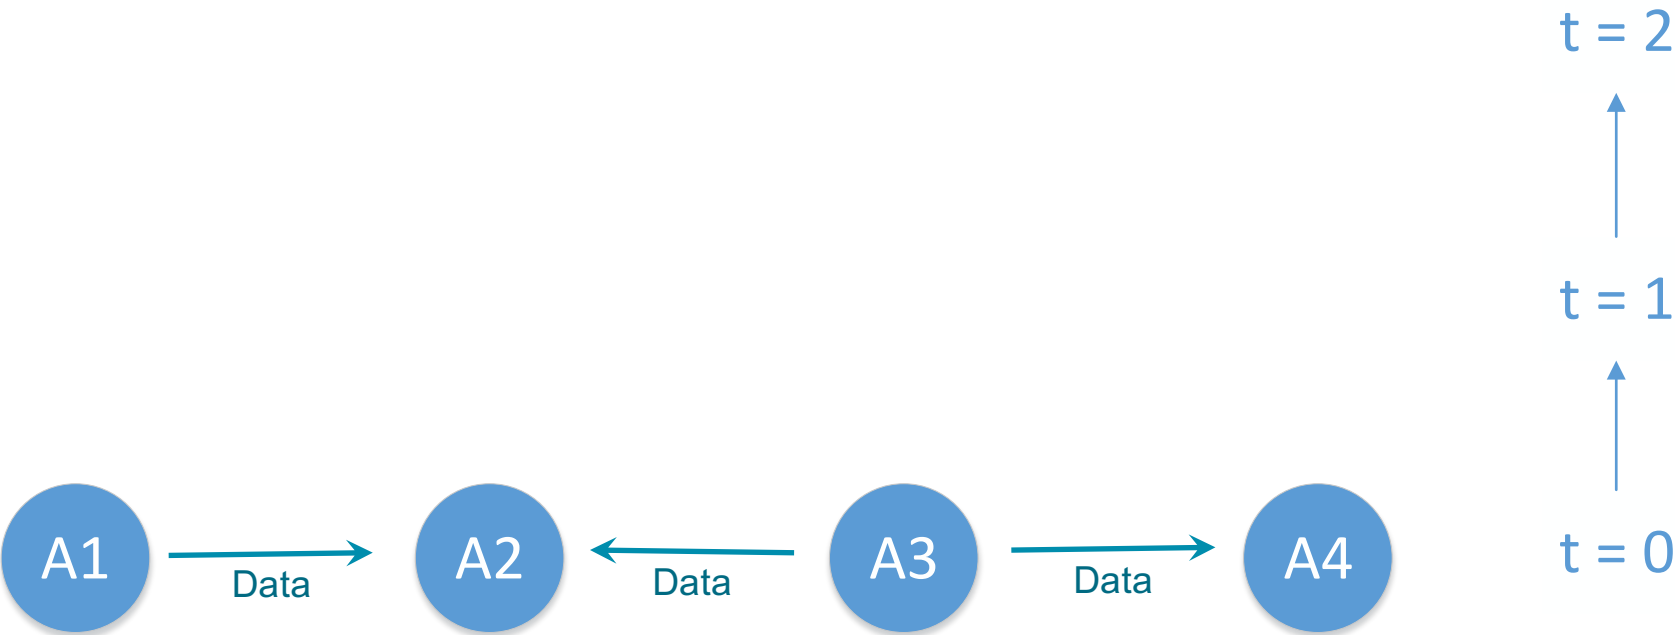 t = 2
t = 1
A1
Data
A2
Data
A3
Data
A4
t = 0